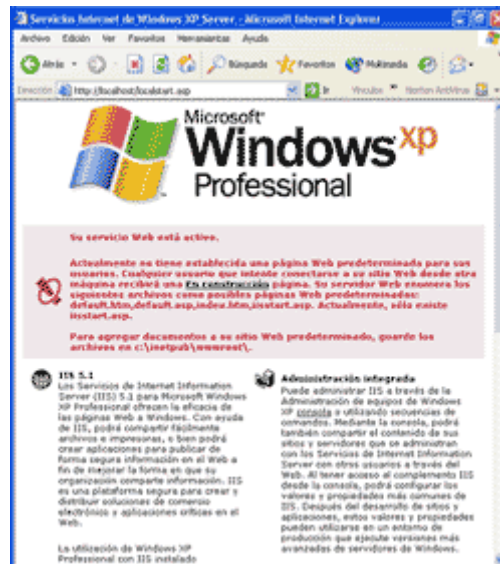 Servicios Internet de Windows XP Server - Microsoft Internet Explorer
Archivo Edición Ver Favoritos Herramientas Ayuda
Atrás Búsqueda Favoritos Multimedia
Dirección http://localhost/localstart.asp Ir Vínculos Norton AntiVirus
Microsoft
Windows xp
Professional
Su servicio Web está activo.
Actualmente no tiene establecida una página Web predeterminada para sus
usuarios. Cualquier usuario que intente conectarse a su sitio Web desde otra
máquina recibirá una En construcción página. Su servidor Web enumera los
siguientes archivos como posibles páginas Web predeterminadas:
default.htm,default.asp,index.htm,iisstart.asp. Actualmente, sólo existe
iisstart.asp.
Para agregar documentos a su sitio Web predeterminado, guarde los
archivos en c:\inetpub\wwwroot\.
IIS 5.1
Los Servicios de Internet Information
Server (IIS) 5.1 para Microsoft Windows
XP Professional ofrecen la eficacia de
las páginas Web a Windows. Con ayuda
de IIS, podrá compartir fácilmente
archivos e impresoras, o bien podrá
crear aplicaciones para publicar de
forma segura información en el Web a
fin de mejorar la forma en que su
organización comparte información. IIS
es una plataforma segura para crear y
distribuir soluciones de comercio
electrónico y aplicaciones críticas en el
Web.
La utilización de Windows XP
Professional con IIS instalado
Administración integrada
Puede administrar IIS a través de la
Administración de equipos de Windows
XP consola o utilizando secuencias de
comandos. Mediante la consola, podrá
también compartir el contenido de sus
sitios y servidores que se administran
con los Servicios de Internet Information
Server con otros usuarios a través del
Web. Al tener acceso al complemento IIS
desde la consola, podrá configurar los
valores y propiedades más comunes de
IIS. Después del desarrollo de sitios y
aplicaciones, estos valores y propiedades
pueden utilizarse en un entorno de
producción que ejecute versiones más
avanzadas de servidores de Windows.